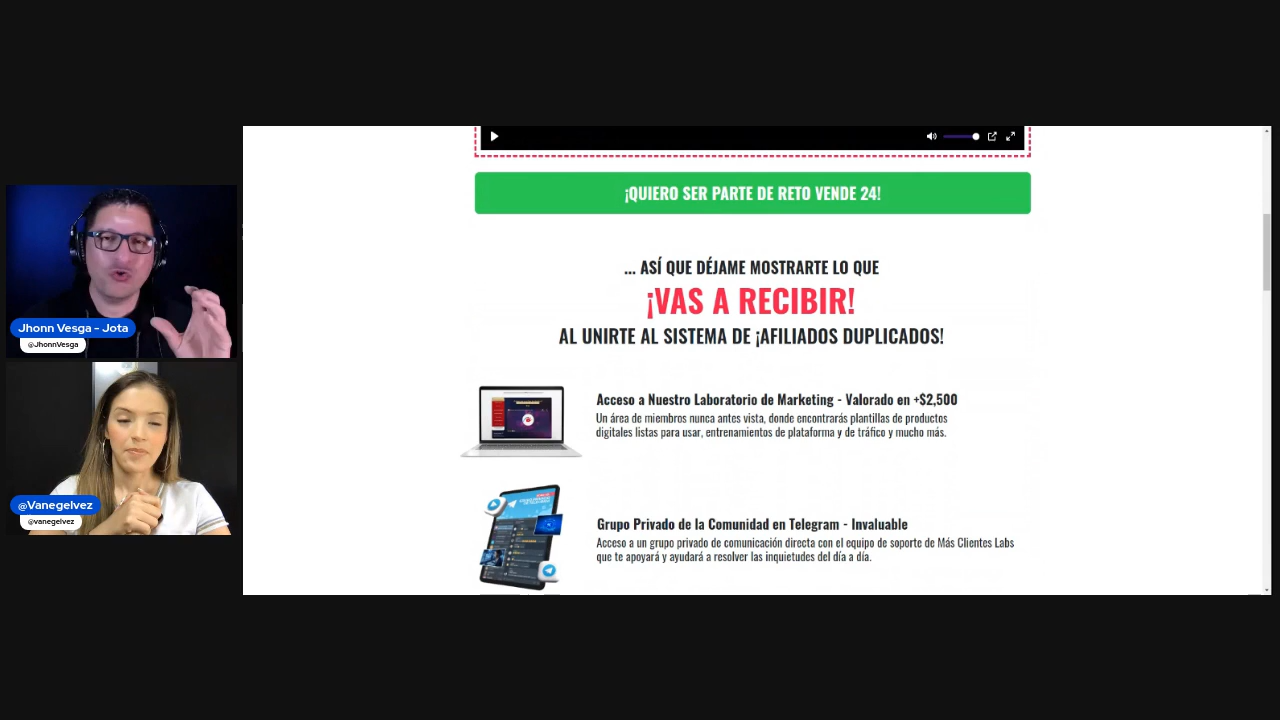 Jhonn Vesga - Jota
@JhonnVesga
@Vanegelvez
@vanegelvez
¡QUIERO SER PARTE DE RETO VENDE 24!
... ASÍ QUE DÉJAME MOSTRARTE LO QUE
¡VAS A RECIBIR!
AL UNIRTE AL SISTEMA DE ¡AFILIADOS DUPLICADOS!
Acceso a Nuestro Laboratorio de Marketing - Valorado en +$2,500
Un área de miembros nunca antes vista, donde encontrarás plantillas de productos
digitales listas para usar, entrenamientos de plataforma y de tráfico y mucho más.
Grupo Privado de la Comunidad en Telegram - Invaluable
Acceso a un grupo privado de comunicación directa con el equipo de soporte de Más Clientes Labs
que te apoyará y ayudará a resolver las inquietudes del día a día.